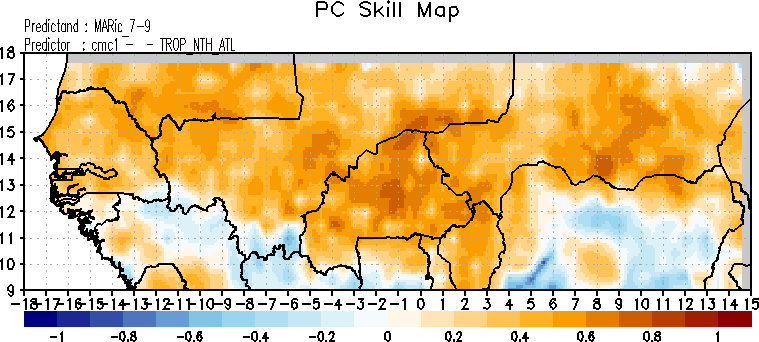 PC Skill Map
Predictand : MARic_7-9
Predictor : cmc1_- - TROP_NTH_ATL
18
17
16
15
14
13
12
11
10
9
-18 -17 -16 -15 -14 -13 -12 -11 -10 -9 -8 -7 -6 -5 -4 -3 -2 -1 0 1 2 3 4 5 6 7 8 9 10 11 12 13 14 15
-1 -0.8 -0.6 -0.4 -0.2 0 0.2 0.4 0.6 0.8 1